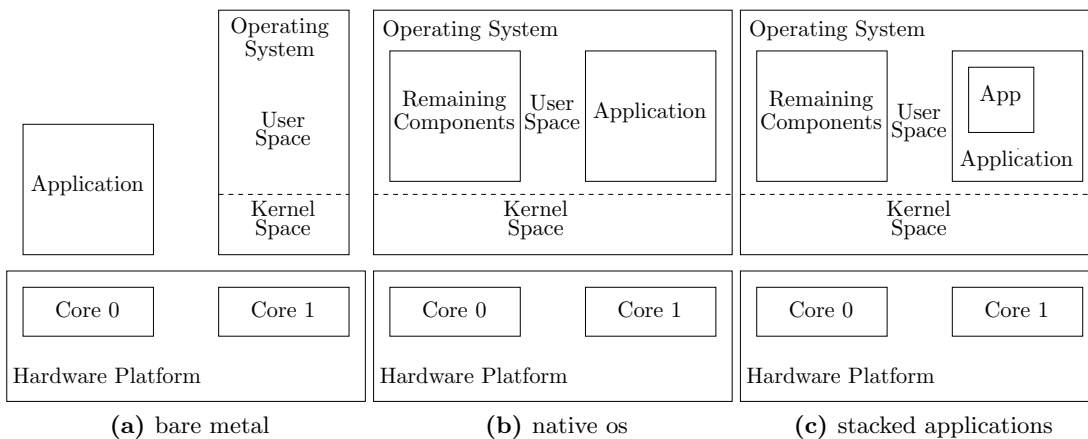 Operating
System
User
Space
Application
Kernel
Space
Core 0
Core 1
Hardware Platform
(a) bare metal
Operating System
Remaining
Components
User
Space
Application
Kernel
Space
Core 0
Core 1
Hardware Platform
(b) native os
Operating System
Remaining
Components
User
Space
App
Application
Kernel
Space
Core 0
Core 1
Hardware Platform
(c) stacked applications